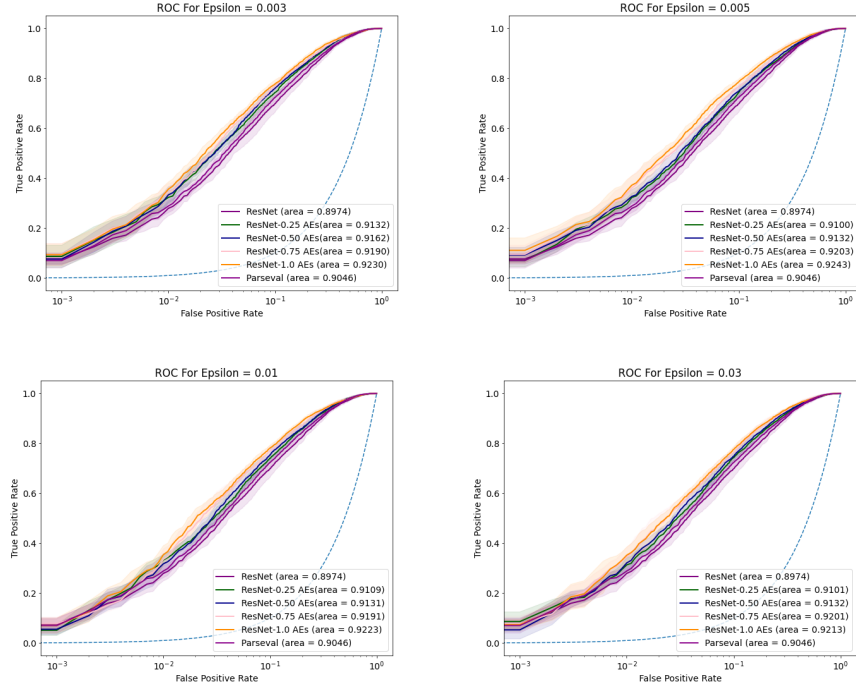 ROC For Epsilon = 0.003
True Positive Rate
1.0
0.8
0.6
0.4
0.2
0.0
ResNet (area = 0.8974)
ResNet-0.25 AEs(area = 0.9132)
ResNet-0.50 AEs(area = 0.9162)
ResNet-0.75 AEs(area = 0.9190)
ResNet-1.0 AEs (area = 0.9230)
Parseval (area = 0.9046)
10⁻³ 10⁻² 10⁻¹ 10⁰
False Positive Rate
ROC For Epsilon = 0.005
True Positive Rate
1.0
0.8
0.6
0.4
0.2
0.0
ResNet (area = 0.8974)
ResNet-0.25 AEs(area = 0.9100)
ResNet-0.50 AEs(area = 0.9132)
ResNet-0.75 AEs(area = 0.9203)
ResNet-1.0 AEs (area = 0.9243)
Parseval (area = 0.9046)
10⁻³ 10⁻² 10⁻¹ 10⁰
False Positive Rate
ROC For Epsilon = 0.01
True Positive Rate
1.0
0.8
0.6
0.4
0.2
0.0
ResNet (area = 0.8974)
ResNet-0.25 AEs(area = 0.9109)
ResNet-0.50 AEs(area = 0.9131)
ResNet-0.75 AEs(area = 0.9191)
ResNet-1.0 AEs (area = 0.9223)
Parseval (area = 0.9046)
10⁻³ 10⁻² 10⁻¹ 10⁰
False Positive Rate
ROC For Epsilon = 0.03
True Positive Rate
1.0
0.8
0.6
0.4
0.2
0.0
ResNet (area = 0.8974)
ResNet-0.25 AEs(area = 0.9101)
ResNet-0.50 AEs(area = 0.9132)
ResNet-0.75 AEs(area = 0.9201)
ResNet-1.0 AEs (area = 0.9213)
Parseval (area = 0.9046)
10⁻³ 10⁻² 10⁻¹ 10⁰
False Positive Rate